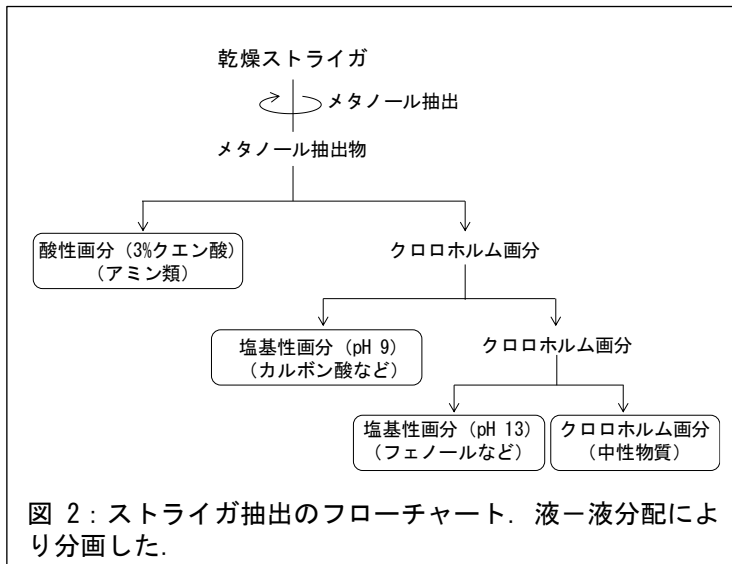 乾燥ストライガ
メタノール抽出
メタノール抽出物
酸性画分（3%クエン酸）
（アミン類）
クロロホルム画分
塩基性画分（pH 9）
（カルボン酸など）
クロロホルム画分
塩基性画分（pH 13）
（フェノールなど）
クロロホルム画分
（中性物質）
図 2：ストライガ抽出のフローチャート．液－液分配によ
り分画した．